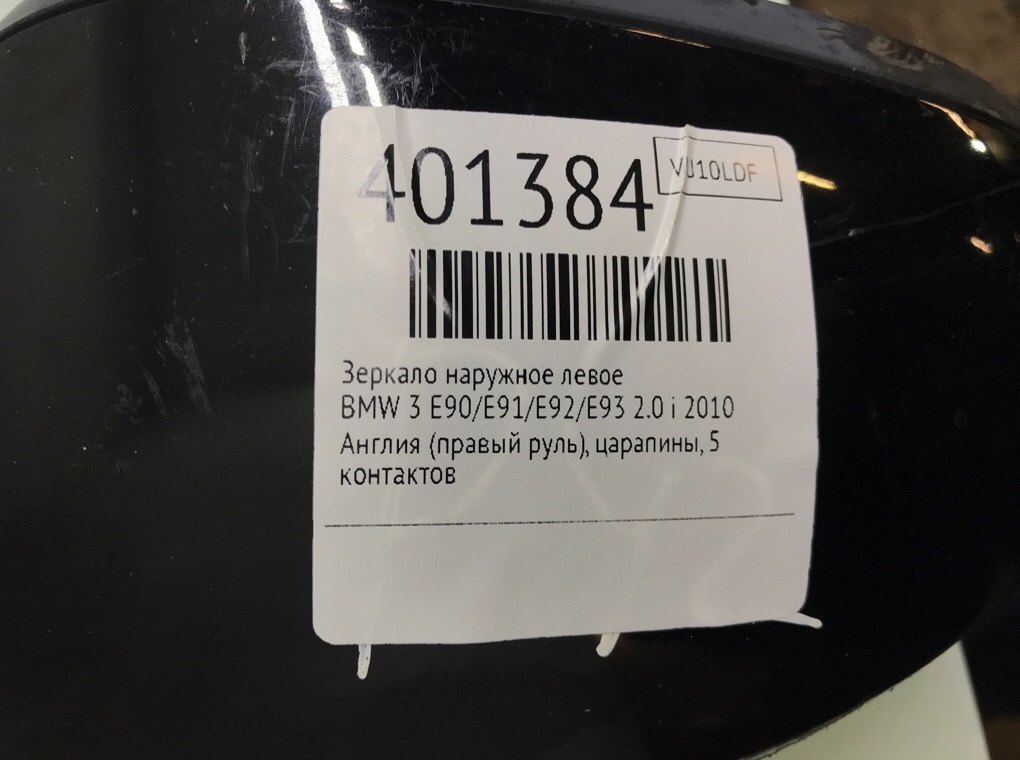 401384
VJ10LDF
Зеркало наружное левое
BMW 3 E90/E91/E92/E93 2.0 i 2010
Англия (правый руль), царапины, 5
контактов